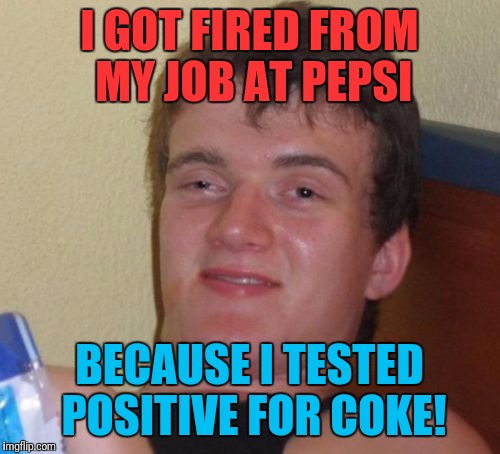 I GOT FIRED FROM
MY JOB AT PEPSI
BECAUSE I TESTED
POSITIVE FOR COKE!
imgflip.com